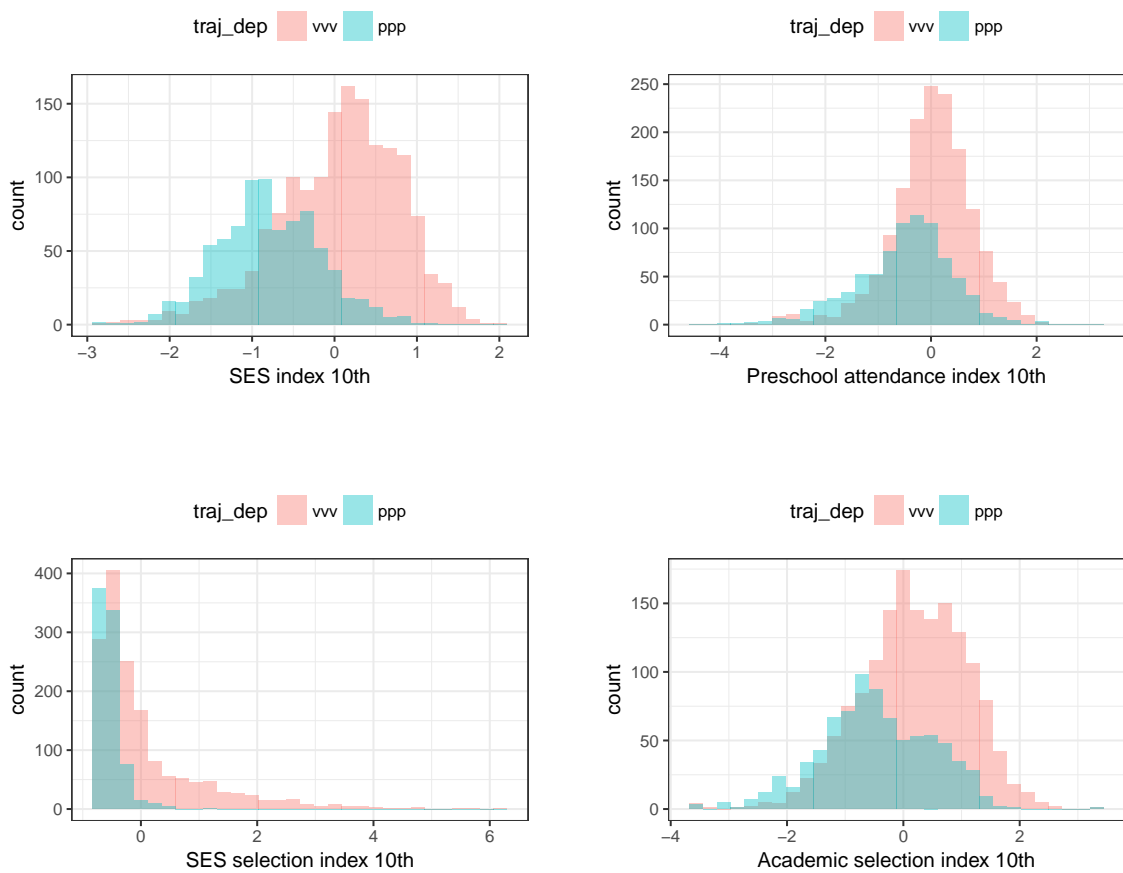 traj_dep vvv ppp
count
150
100
50
0
−3 −2 −1 0 1 2
SES index 10th
traj_dep vvv ppp
count
250
200
150
100
50
0
−4 −2 0 2
Preschool attendance index 10th
traj_dep vvv ppp
count
400
300
200
100
0
0 2 4 6
SES selection index 10th
traj_dep vvv ppp
count
150
100
50
0
−4 −2 0 2
Academic selection index 10th